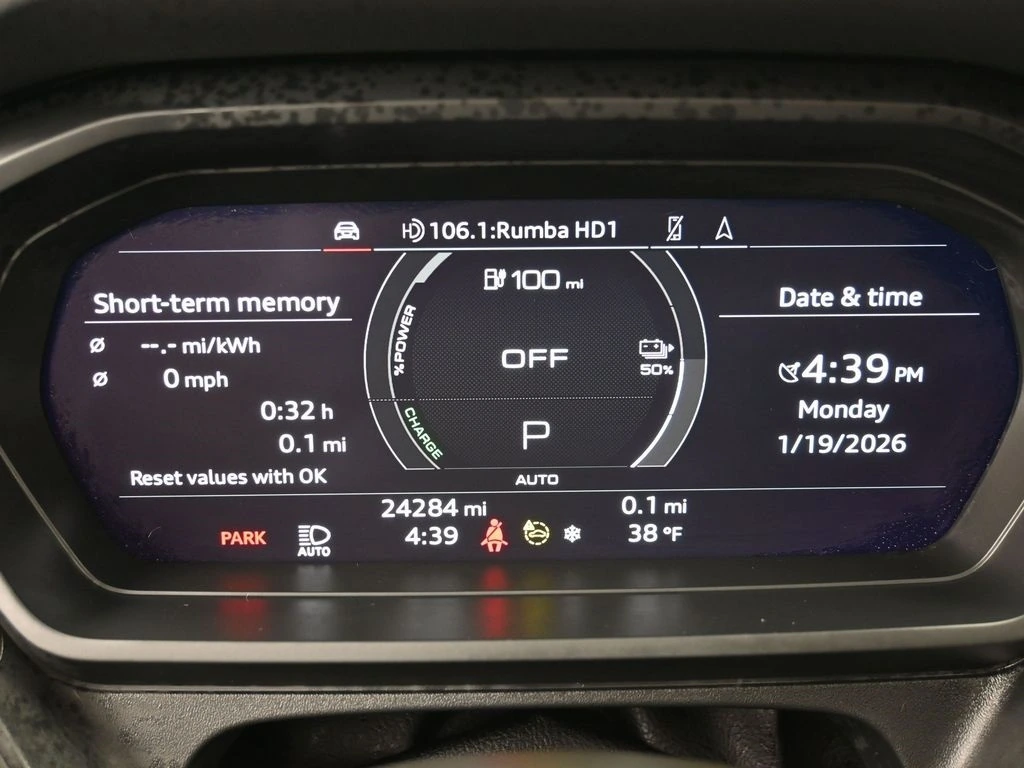 HD 106.1:Rumba HD1
Short-term memory
Ø --.- mi/kWh
Ø 0 mph
0:32 h
0.1 mi
Reset values with OK
%POWER
CHARGE
100 mi
OFF
50%
P
AUTO
Date & time
4:39 PM
Monday
1/19/2026
24284 mi
0.1 mi
PARK
AUTO
4:39
38 °F